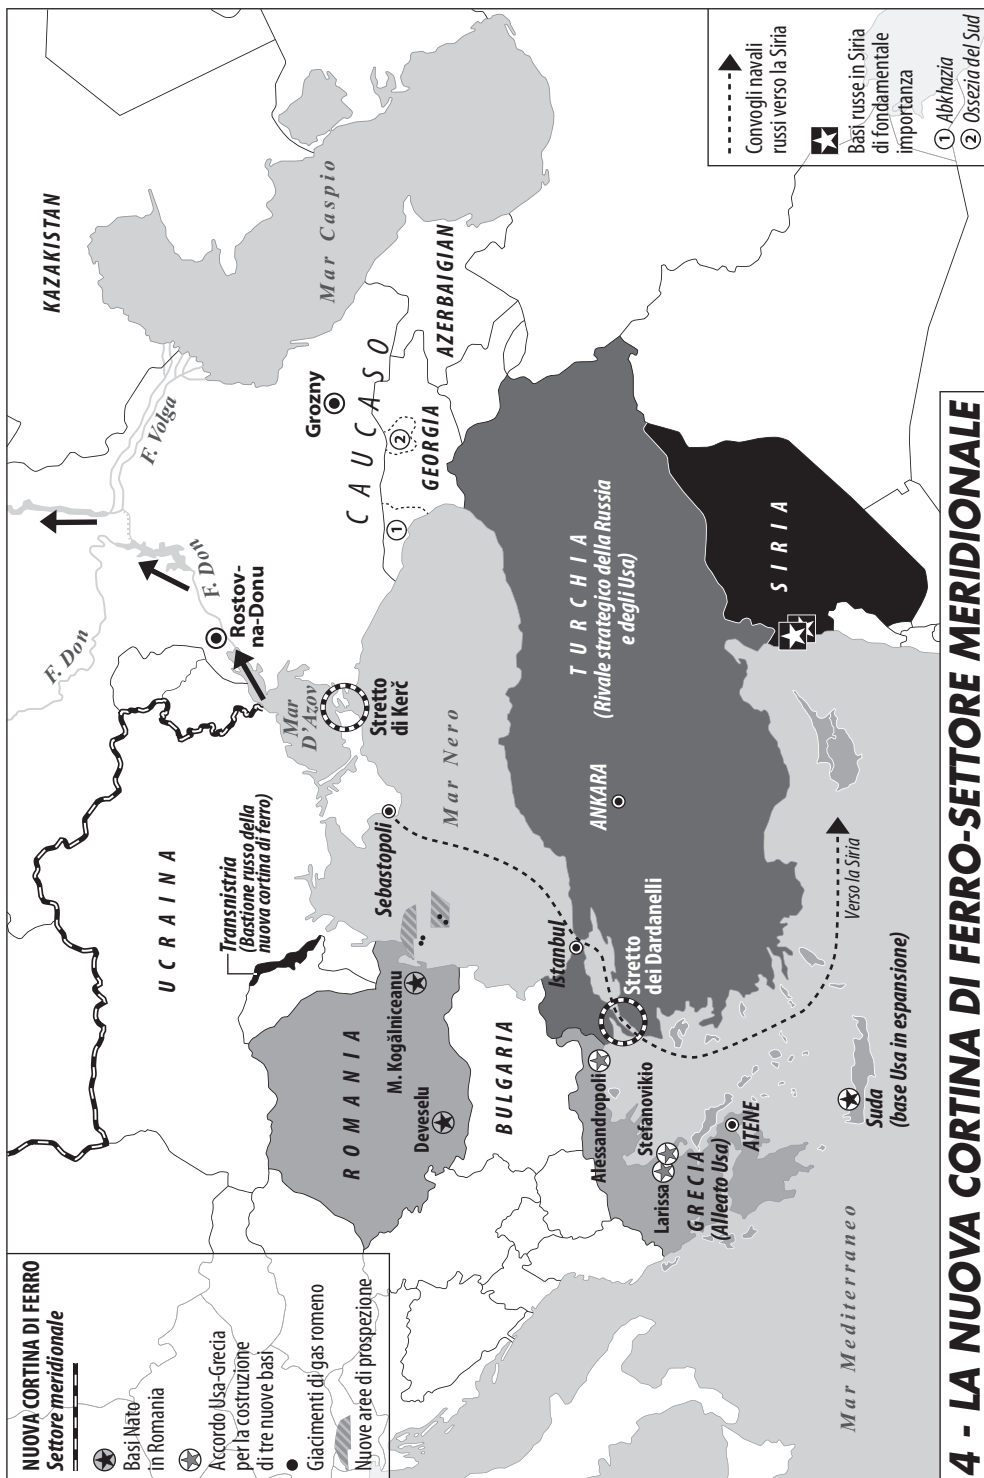 4 - LA NUOVA CORTINA DI FERRO-SETTORE MERIDIONALE
NUOVA CORTINA DI FERRO
Settore meridionale
Basi Nato
in Romania
Accordo Usa-Grecia
per la costruzione
di tre nuove basi
Giacimenti di gas romeno
Nuove aree di prospezione
KAZAKISTAN
F. Volga
F. Don
F. Don
Rostov-
na-Donu
Mar Caspio
UCRAINA
Transnistria
(Bastione russo della
nuova cortina di ferro)
Mar
D'Azov
Stretto
di Kerč
Grozny
CAUCASO
1
2
GEORGIA
AZERBAIGIAN
Sebastopoli
Mar Nero
ROMANIA
M. Kogălniceanu
Deveselu
BULGARIA
Istanbul
ANKARA
TURCHIA
(Rivale strategico della Russia
e degli Usa)
Stretto
dei Dardanelli
Alessandropoli
Stefanovikio
Larissa
GRECIA
(Alleato Usa)
ATENE
SIRIA
Verso la Siria
Suda
(base Usa in espansione)
Mar Mediterraneo
Convogli navali
russi verso la Siria
Basi russe in Siria
di fondamentale
importanza
1 Abkhazia
2 Ossezia del Sud